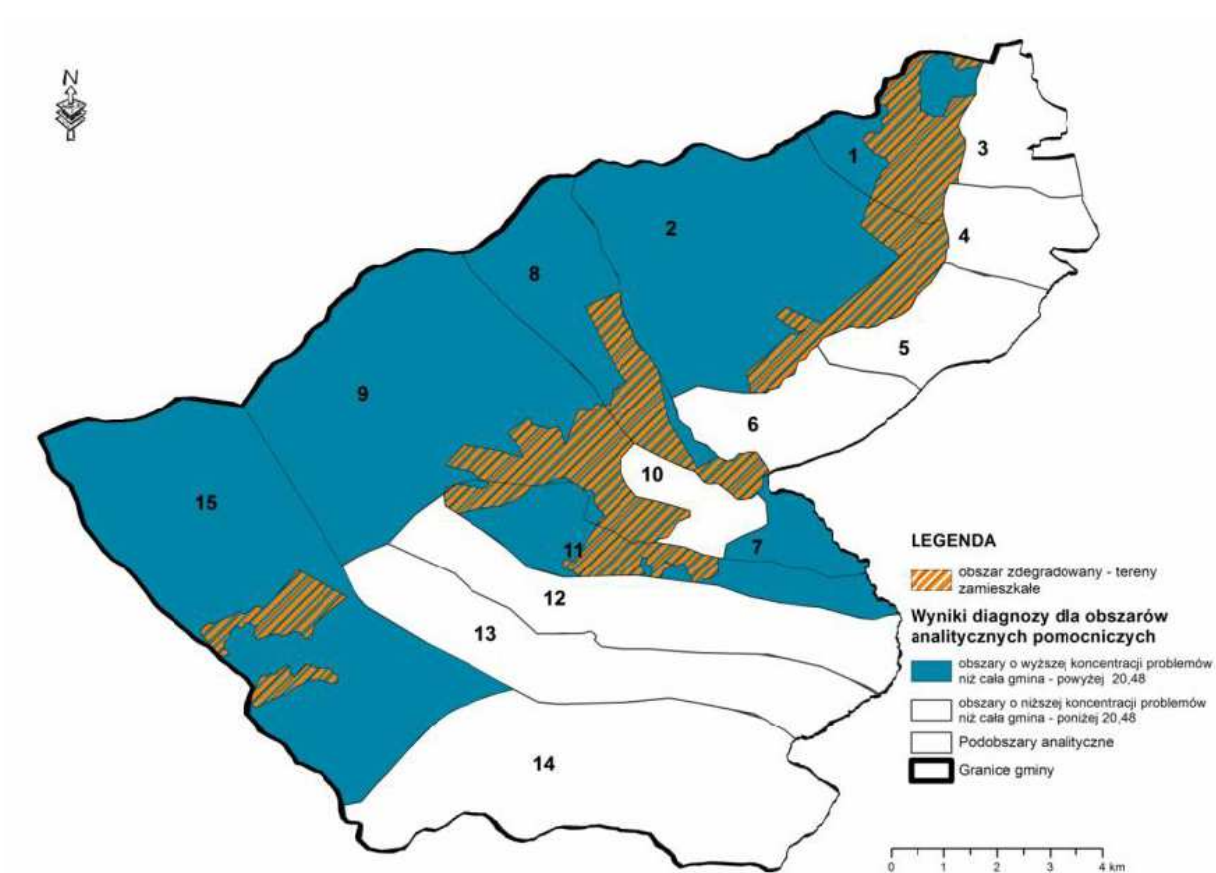 N
1
2
3
4
5
6
7
8
9
10
11
12
13
14
15
LEGENDA
obszar zdegradowany - tereny
zamieszkałe
Wyniki diagnozy dla obszarów
analitycznych pomocniczych
obszary o wyższej koncentracji problemów
niż cała gmina - powyżej 20,48
obszary o niższej koncentracji problemów
niż cała gmina - poniżej 20,48
Podobszary analityczne
Granice gminy
0 1 2 3 4 km